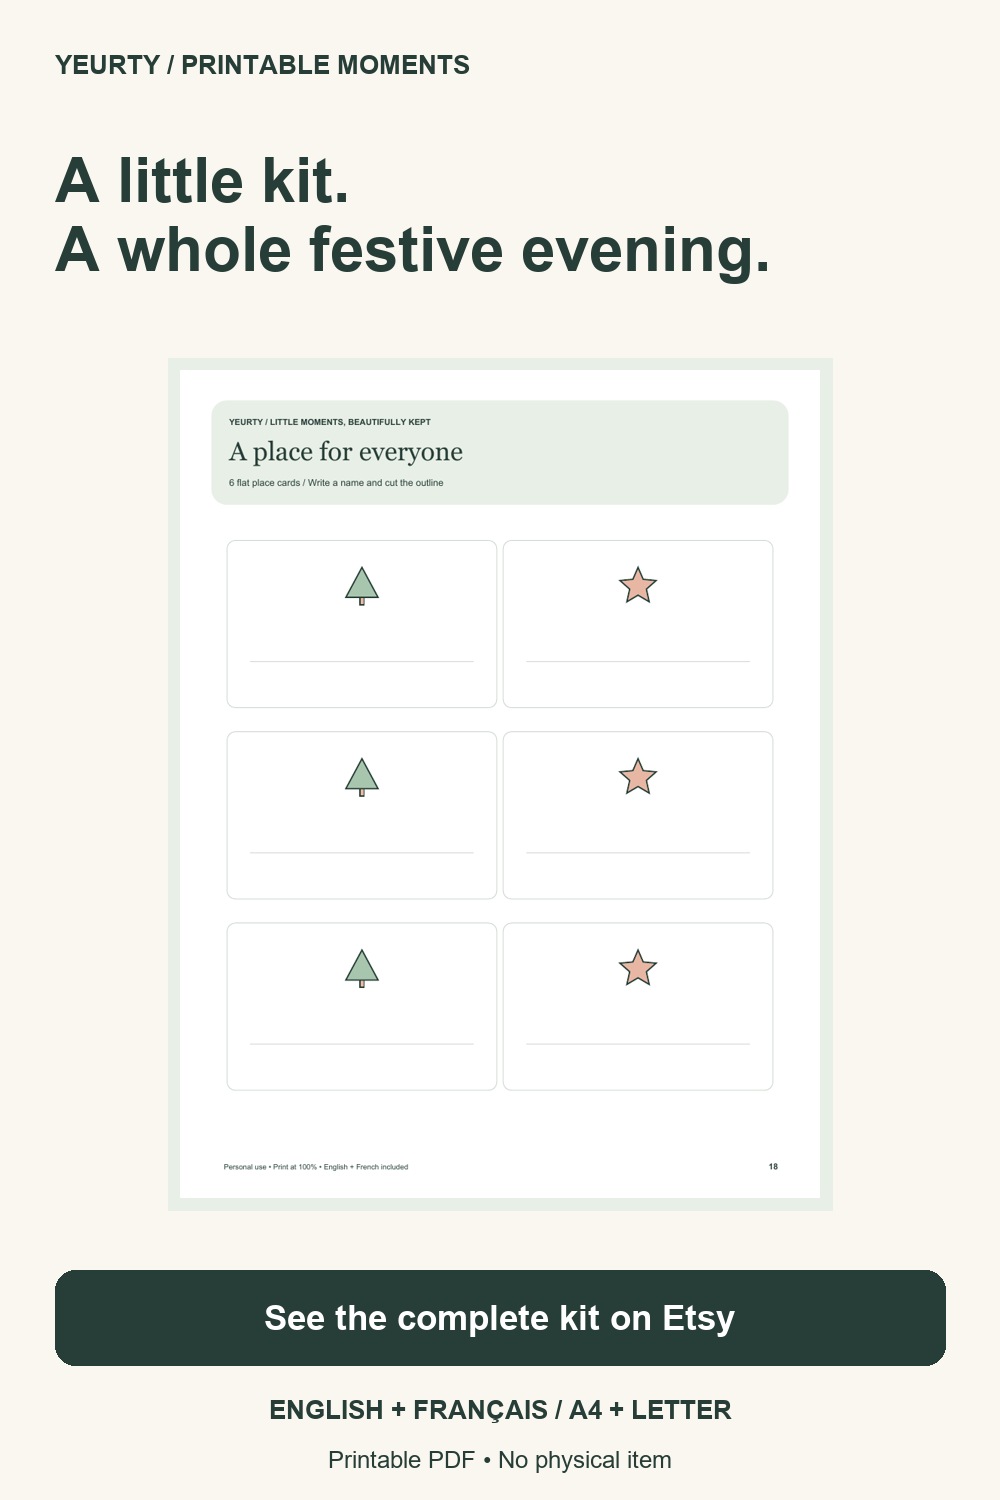 YEURTY / PRINTABLE MOMENTS
A little kit.
A whole festive evening.
YEURTY / LITTLE MOMENTS, BEAUTIFULLY KEPT
A place for everyone
6 flat place cards / Write a name and cut the outline
Personal use • Print at 100% • English + French included
18
See the complete kit on Etsy
ENGLISH + FRANÇAIS / A4 + LETTER
Printable PDF • No physical item